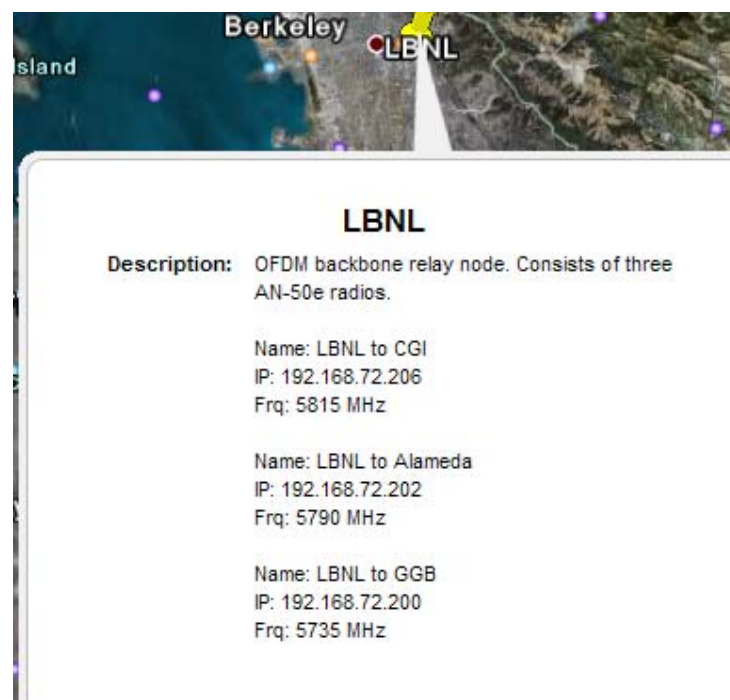 Berkeley
LBNL
sland
LBNL
Description: OFDM backbone relay node. Consists of three
AN-50e radios.
Name: LBNL to CGI
IP: 192.168.72.206
Frq: 5815 MHz
Name: LBNL to Alameda
IP: 192.168.72.202
Frq: 5790 MHz
Name: LBNL to GGB
IP: 192.168.72.200
Frq: 5735 MHz